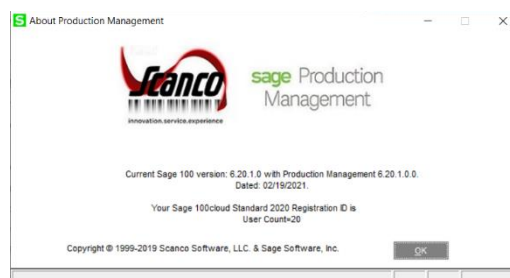 S About Production Management
Scanco
innovation.service.experience
sage Production
Management
Current Sage 100 version: 6.20.1.0 with Production Management 6.20.1.0.0.
Dated: 02/19/2021.
Your Sage 100cloud Standard 2020 Registration ID is
User Count=20
Copyright © 1999-2019 Scanco Software, LLC. & Sage Software, Inc.
OK